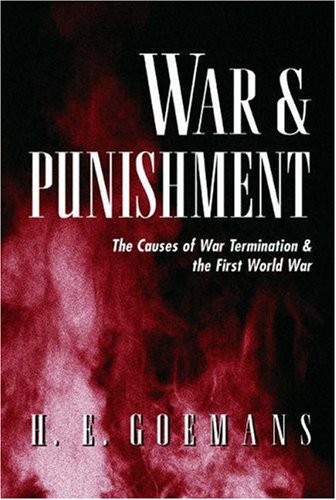 WAR &
PUNISHMENT
The Causes of War Termination &
the First World War
H. E. GOEMANS